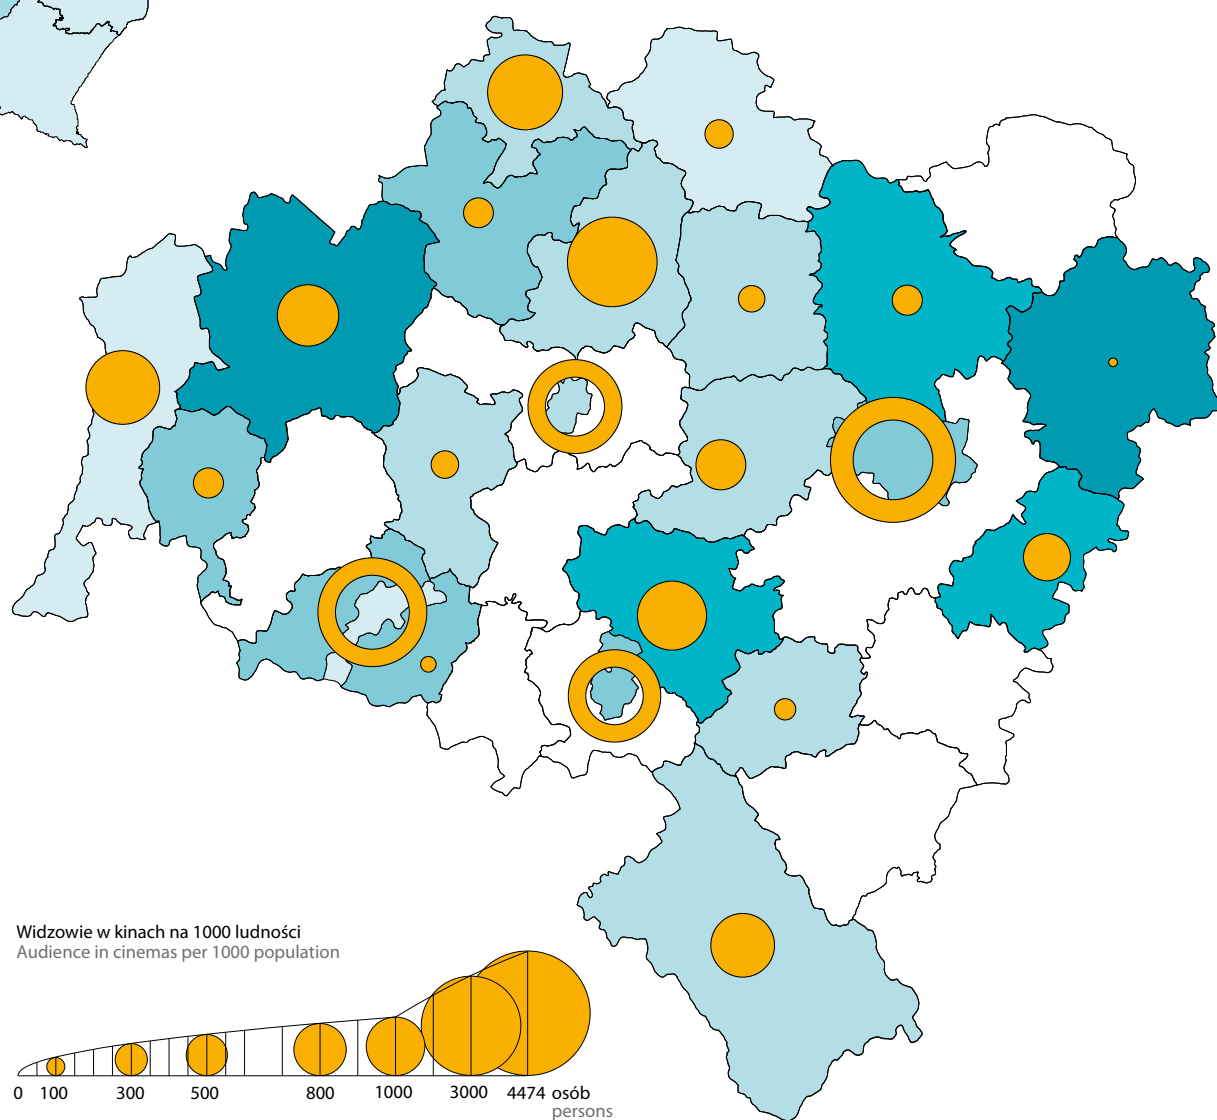 Widzowie w kinach na 1000 ludności
Audience in cinemas per 1000 population
0 100 300 500 800 1000 3000 4474 osób
persons